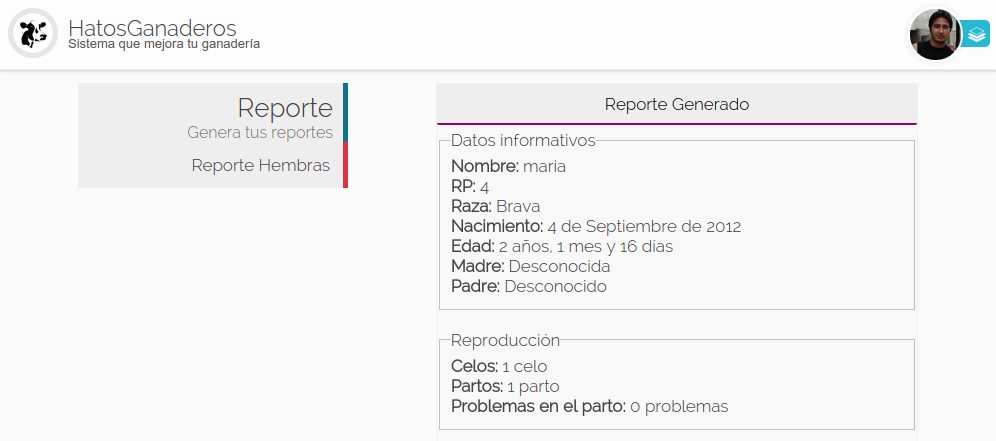 HatosGanaderos
Sistema que mejora tu ganadería
Reporte
Genera tus reportes
Reporte Hembras
Reporte Generado
Datos informativos
Nombre: maria
RP: 4
Raza: Brava
Nacimiento: 4 de Septiembre de 2012
Edad: 2 años, 1 mes y 16 dias
Madre: Desconocida
Padre: Desconocido
Reproducción
Celos: 1 celo
Partos: 1 parto
Problemas en el parto: 0 problemas